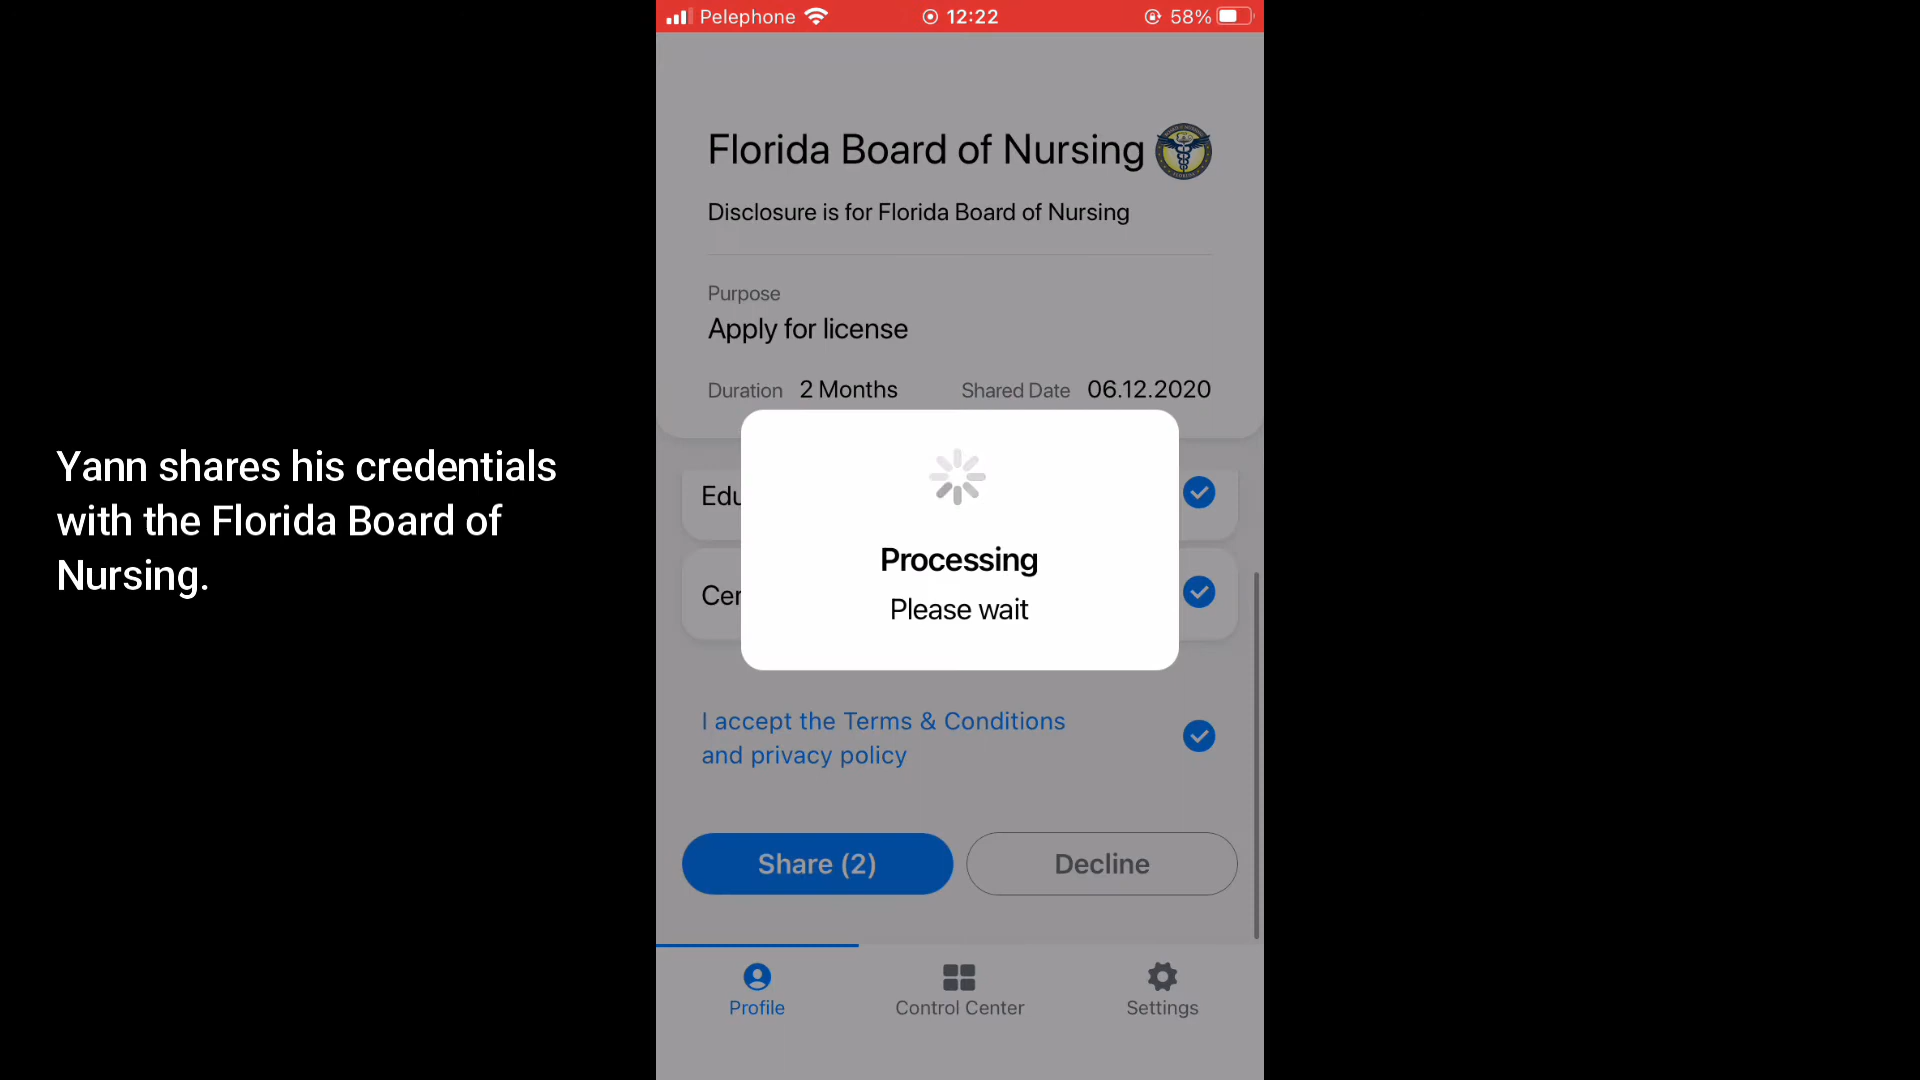 Pelephone 12:22 58%
Florida Board of Nursing
Disclosure is for Florida Board of Nursing
Purpose
Apply for license
Duration 2 Months Shared Date 06.12.2020
Yann shares his credentials
with the Florida Board of
Nursing.
Edu
Cer
Processing
Please wait
I accept the Terms & Conditions
and privacy policy
Share (2) Decline
Profile Control Center Settings